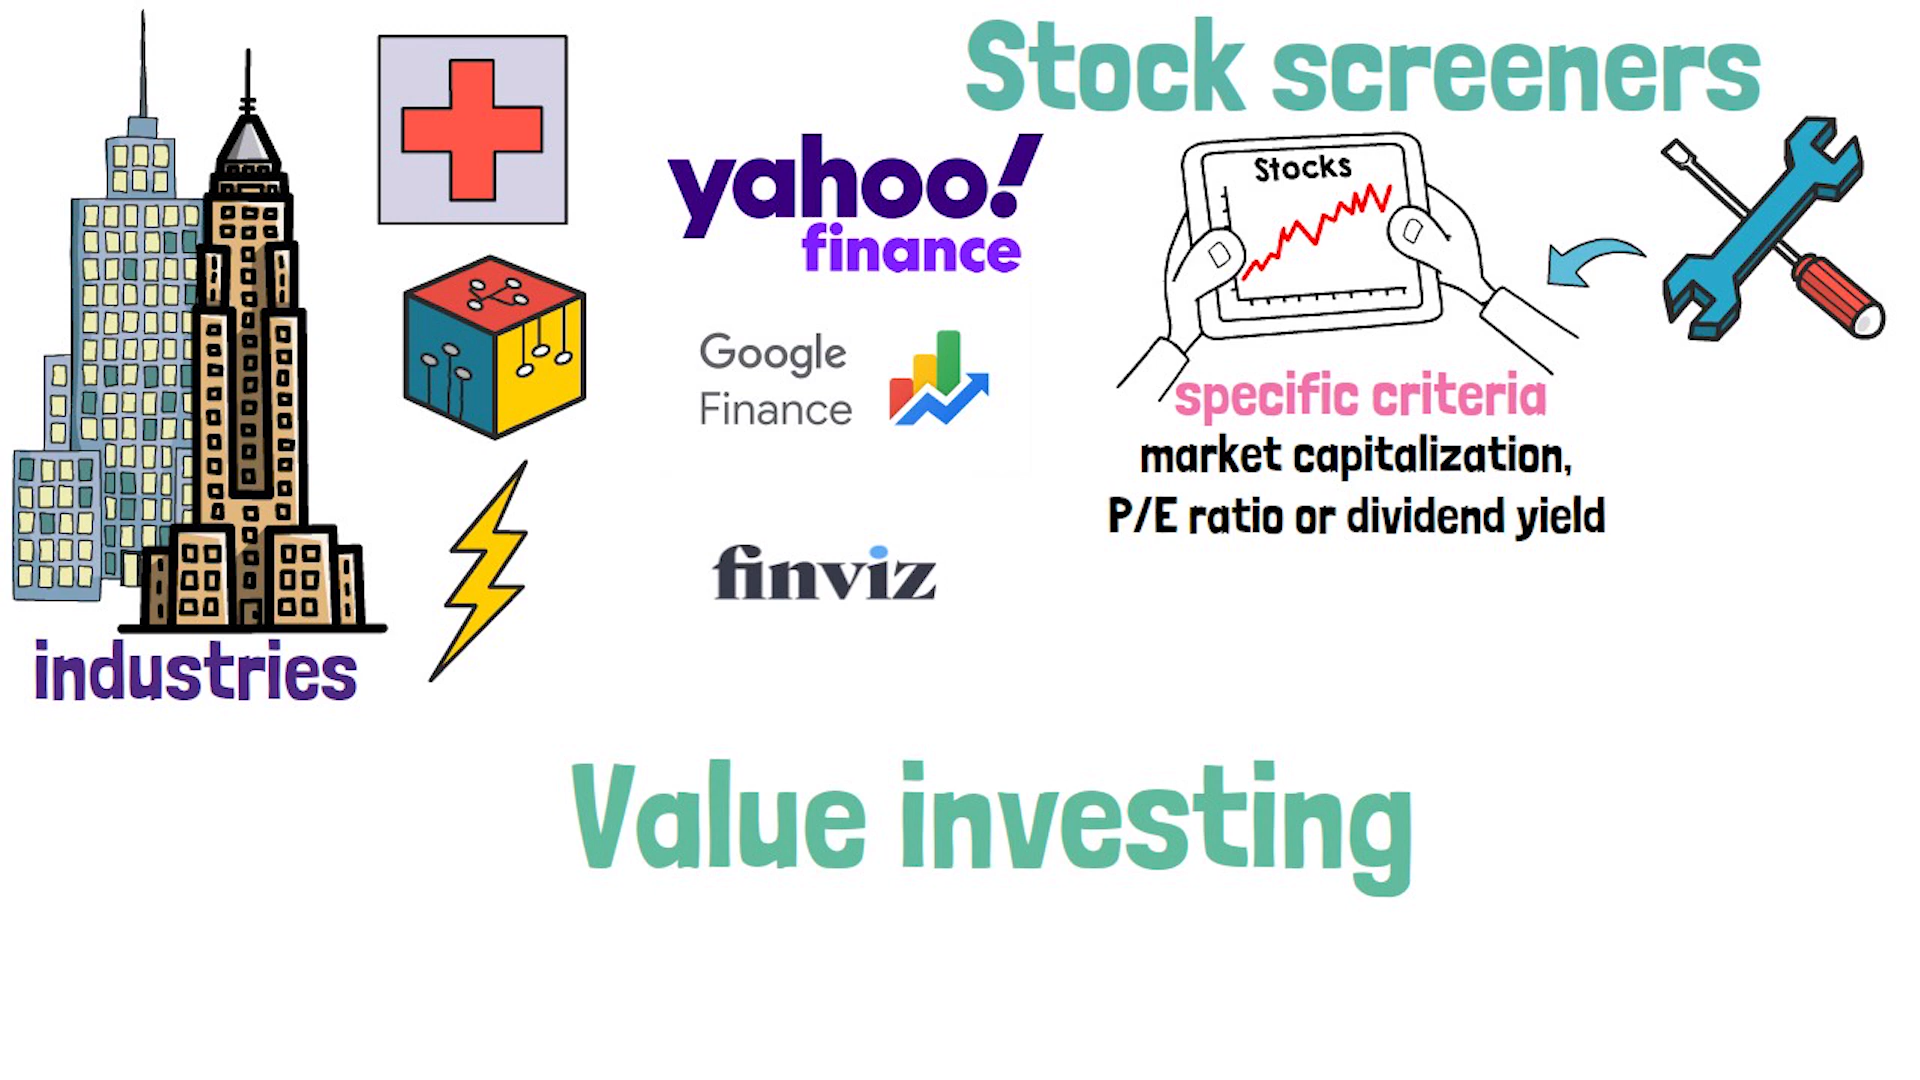 Stock screeners
yahoo!
finance
Stocks
Google
Finance
specific criteria
market capitalization,
P/E ratio or dividend yield
finviz
industries
Value investing